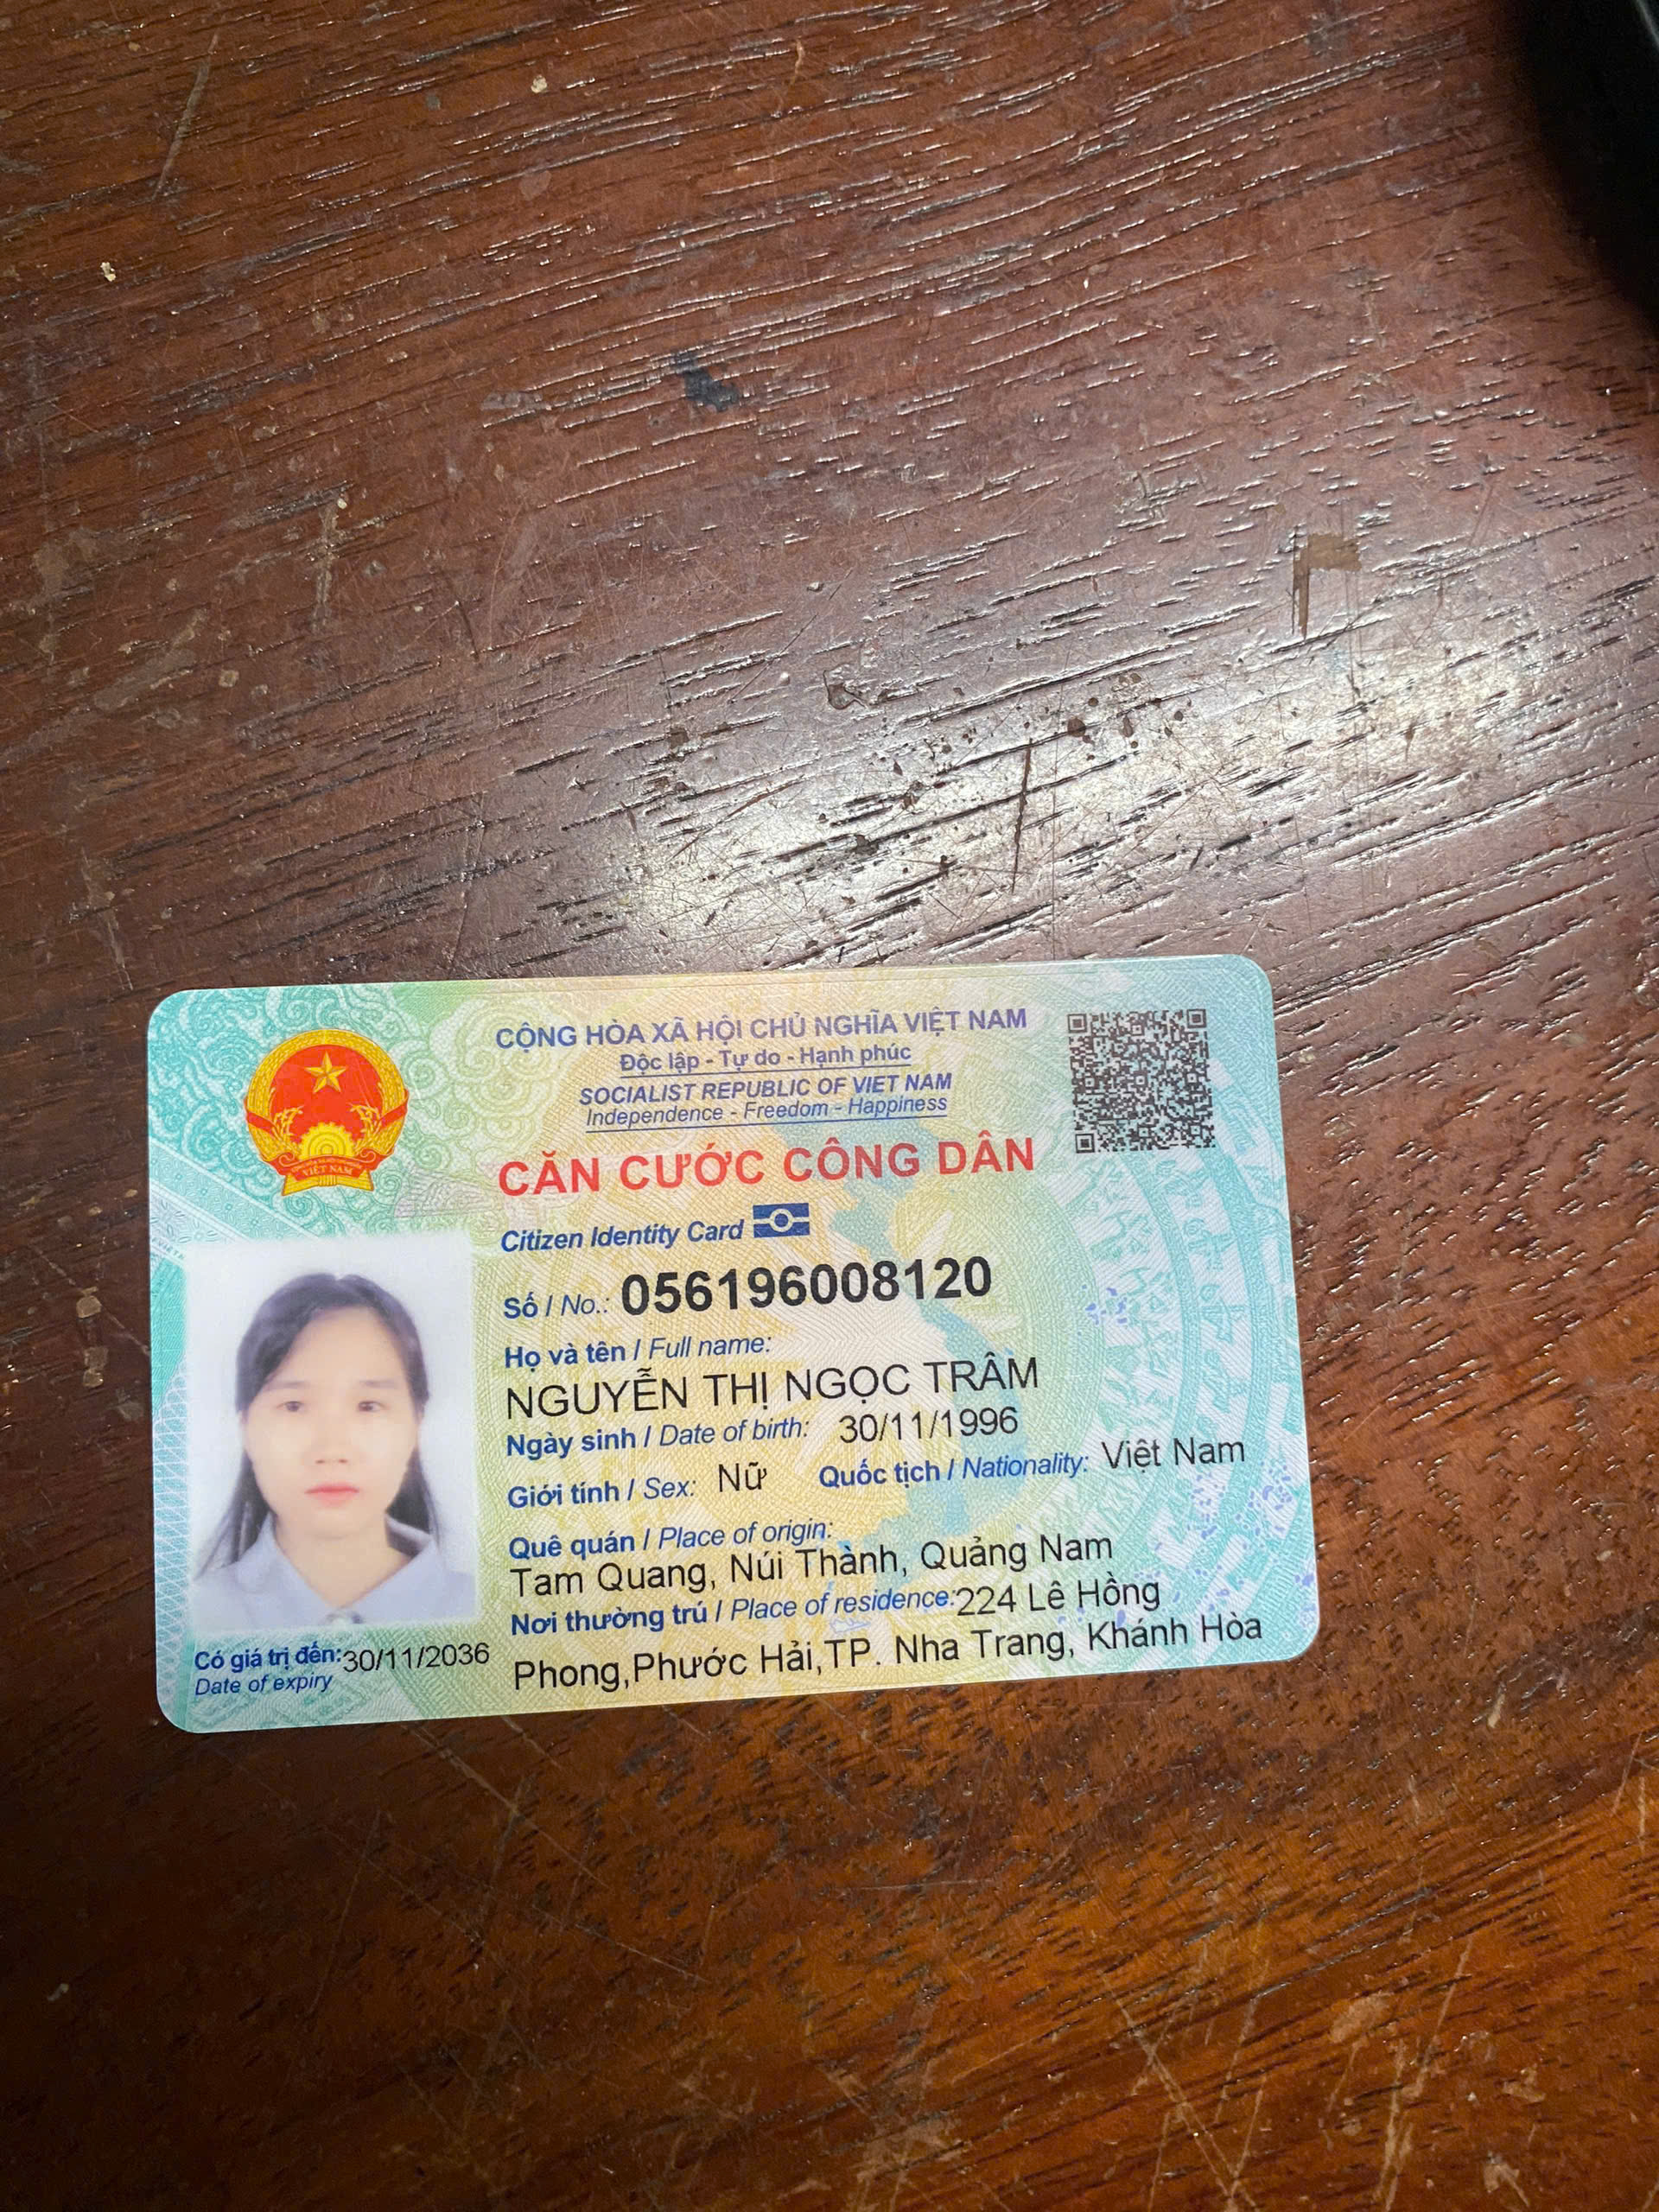 CỘNG HÒA XÃ HỘI CHỦ NGHĨA VIỆT NAM
Độc lập - Tự do - Hạnh phúc
SOCIALIST REPUBLIC OF VIET NAM
Independence - Freedom - Happiness
CĂN CƯỚC CÔNG DÂN
Citizen Identity Card
Số / No.: 056196008120
Họ và tên / Full name:
NGUYỄN THỊ NGỌC TRÂM
Ngày sinh / Date of birth: 30/11/1996
Giới tính / Sex: Nữ Quốc tịch / Nationality: Việt Nam
Quê quán / Place of origin:
Tam Quang, Núi Thành, Quảng Nam
Nơi thường trú / Place of residence: 224 Lê Hồng
Phong,Phước Hải,TP. Nha Trang, Khánh Hòa
Có giá trị đến: 30/11/2036
Date of expiry
VIỆT NAM